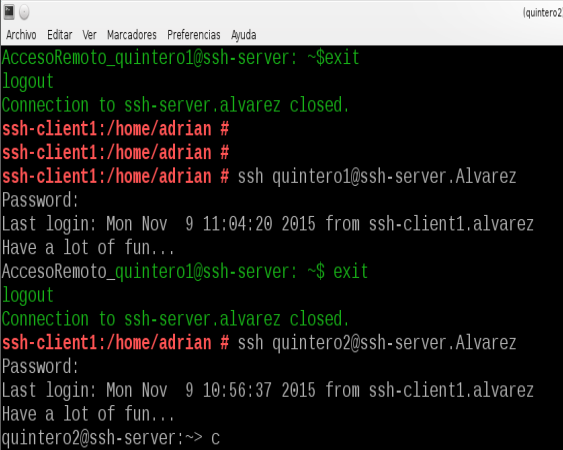 (quintero2
Archivo Editar Ver Marcadores Preferencias Ayuda
AccesoRemoto_quintero1@ssh-server: ~$exit
logout
Connection to ssh-server.alvarez closed.
ssh-client1:/home/adrian #
ssh-client1:/home/adrian #
ssh-client1:/home/adrian # ssh quintero1@ssh-server.Alvarez
Password:
Last login: Mon Nov  9 11:04:20 2015 from ssh-client1.alvarez
Have a lot of fun...
AccesoRemoto_quintero1@ssh-server: ~$ exit
logout
Connection to ssh-server.alvarez closed.
ssh-client1:/home/adrian # ssh quintero2@ssh-server.Alvarez
Password:
Last login: Mon Nov  9 10:56:37 2015 from ssh-client1.alvarez
Have a lot of fun...
quintero2@ssh-server:~> c